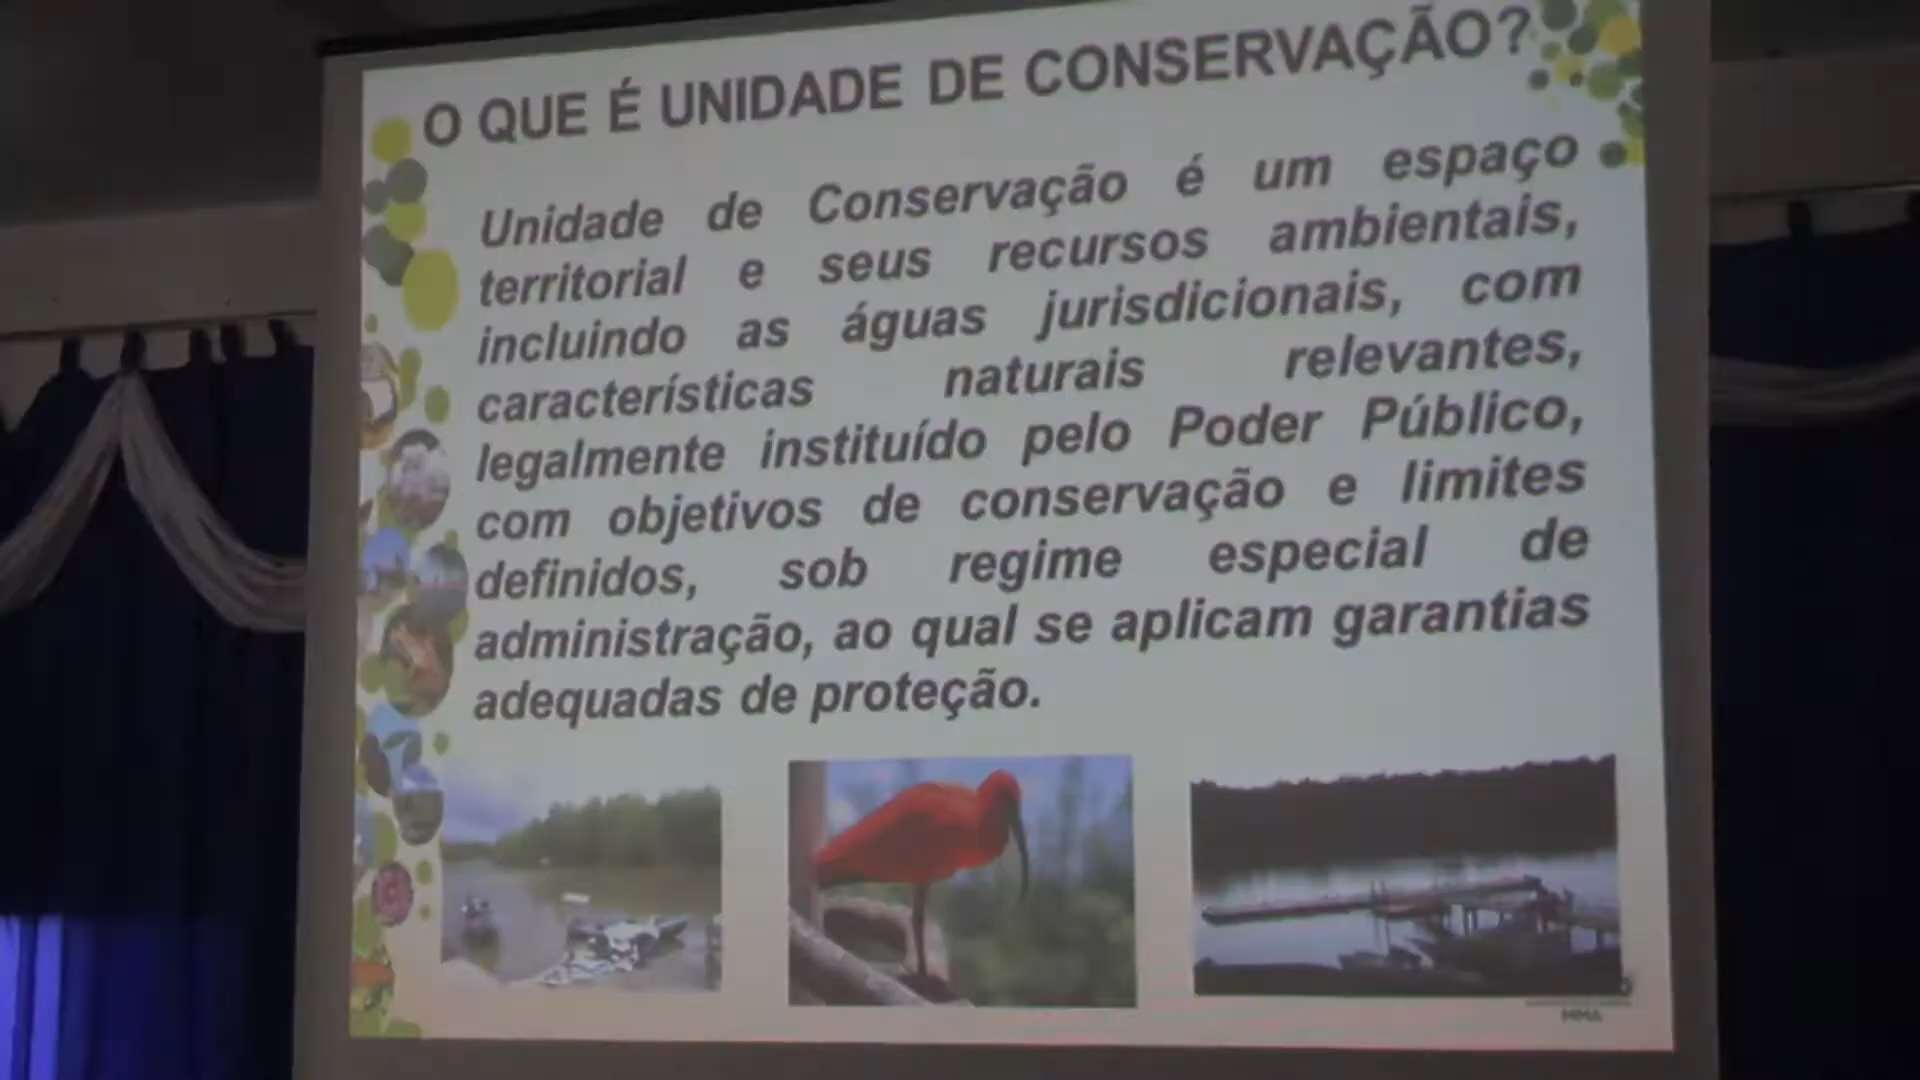 O QUE É UNIDADE DE CONSERVAÇÃO?
Unidade de Conservação é um espaço
territorial e seus recursos ambientais,
incluindo as águas jurisdicionais, com
características naturais relevantes,
legalmente instituído pelo Poder Público,
com objetivos de conservação e limites
definidos, sob regime especial de
administração, ao qual se aplicam garantias
adequadas de proteção.
MMA